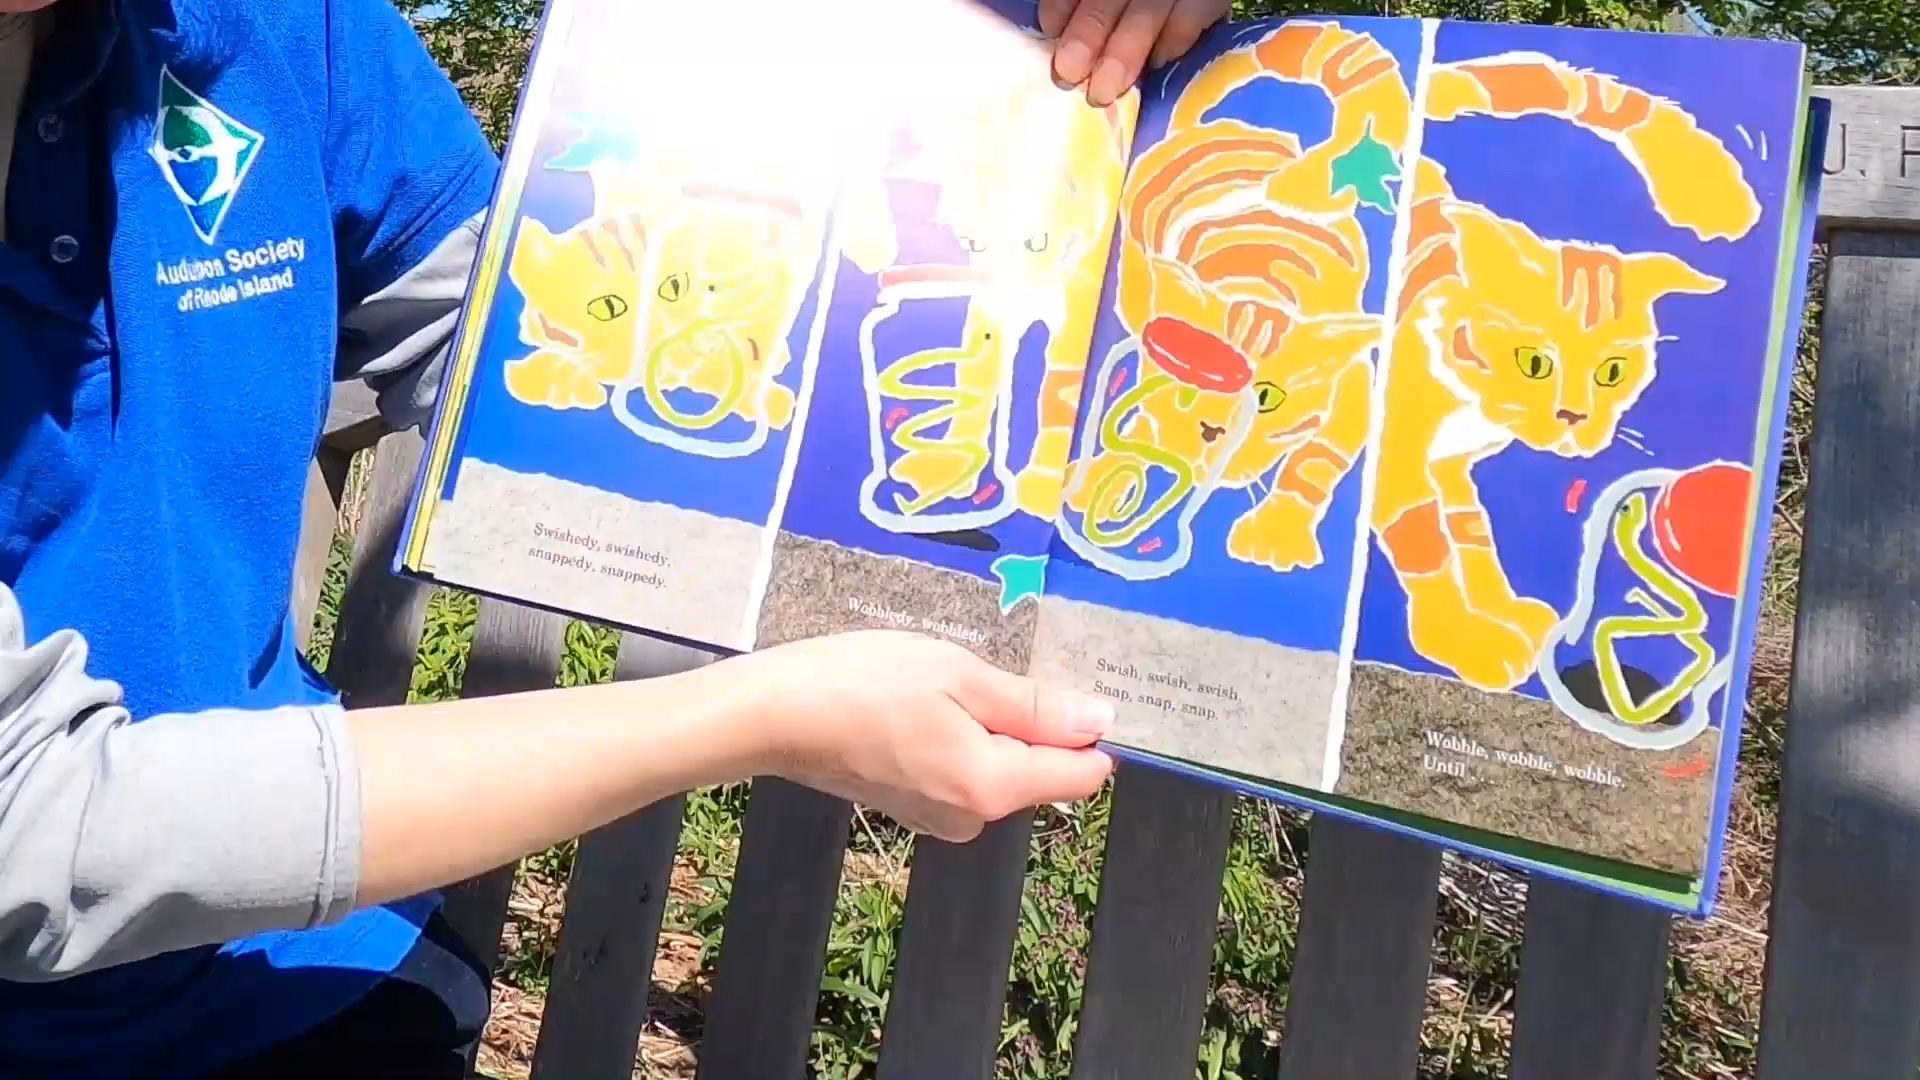 Audubon Society
of Rhode Island
Swishedy, swishedy,
snappedy, snappedy.
Wobbledy, wobbledy.
Swish, swish, swish,
Snap, snap, snap.
Wobble, wobble, wobble.
Until . . .
U. F